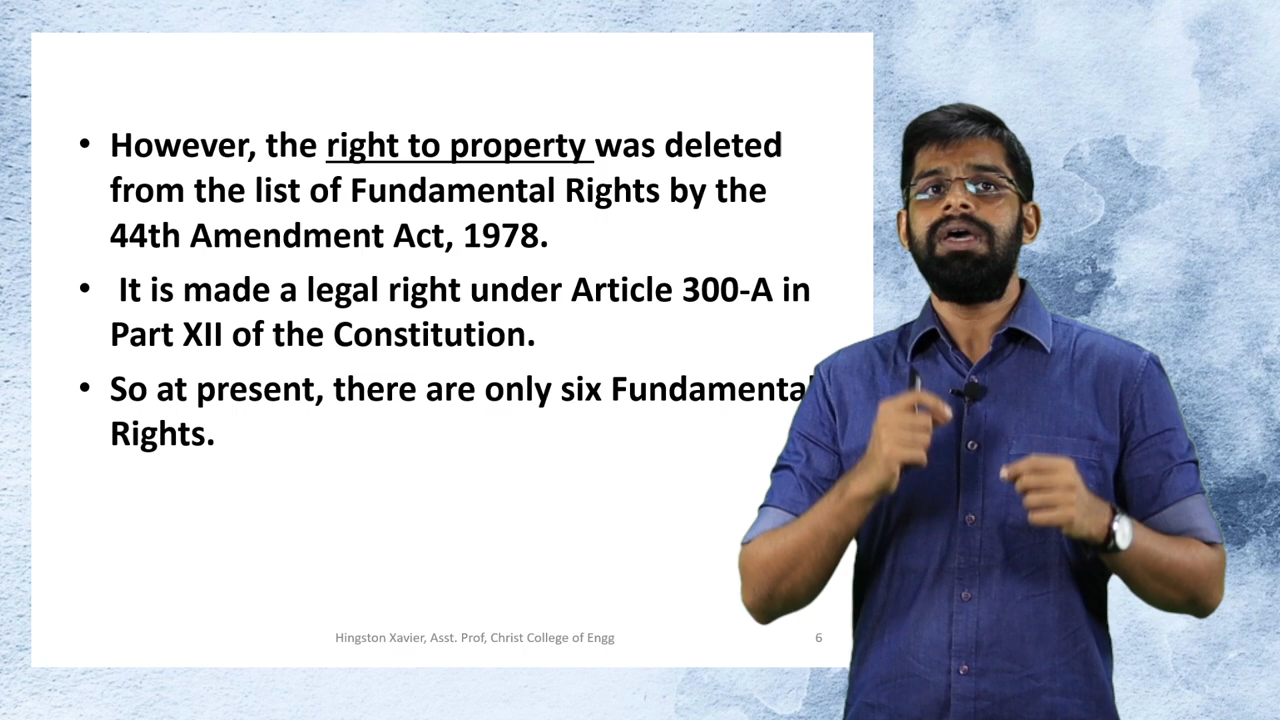 • However, the right to property was deleted
from the list of Fundamental Rights by the
44th Amendment Act, 1978.
• It is made a legal right under Article 300-A in
Part XII of the Constitution.
• So at present, there are only six Fundamental
Rights.
Hingston Xavier, Asst. Prof, Christ College of Engg
6